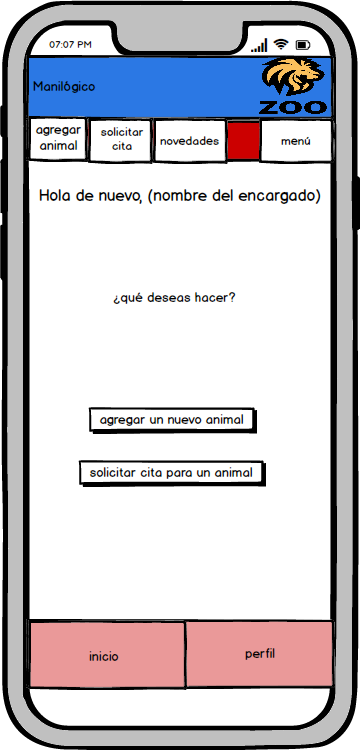 07:07 PM
Manilógico
ZOO
agregar animal
solicitar cita
novedades
menú
Hola de nuevo, (nombre del encargado)
¿qué deseas hacer?
agregar un nuevo animal
solicitar cita para un animal
inicio
perfil